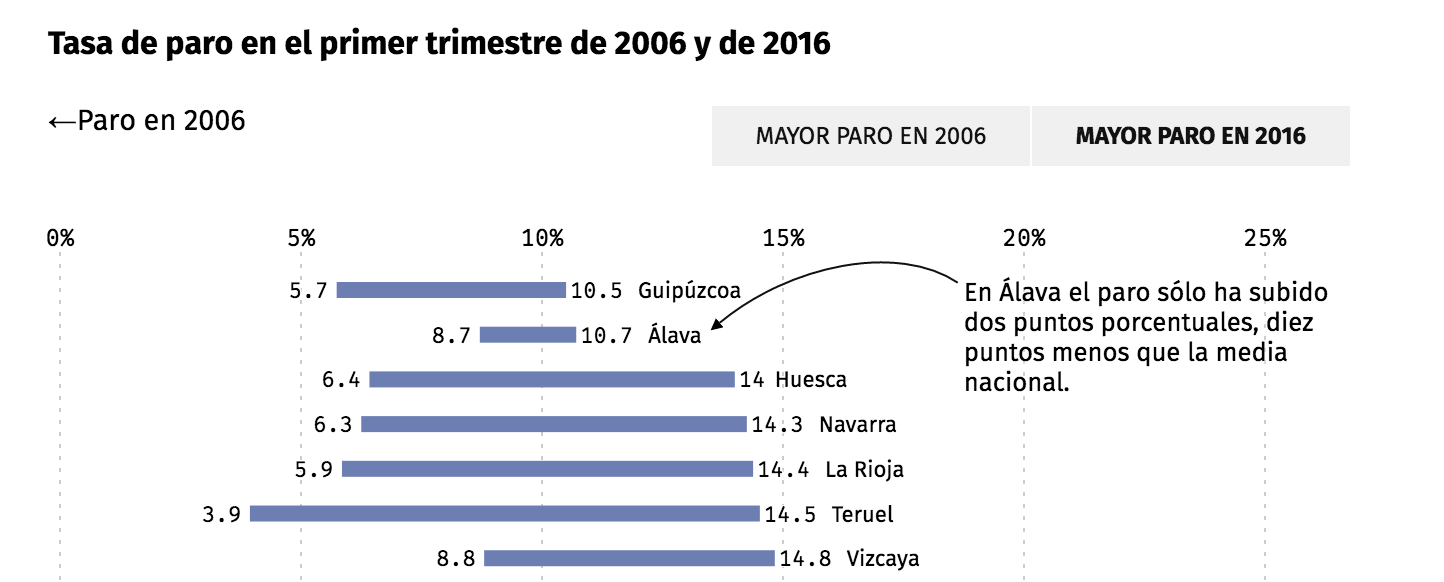 Tasa de paro en el primer trimestre de 2006 y de 2016
←Paro en 2006
MAYOR PARO EN 2006 MAYOR PARO EN 2016
0% 5% 10% 15% 20% 25%
5.7 10.5 Guipúzcoa
8.7 10.7 Álava
En Álava el paro sólo ha subido
dos puntos porcentuales, diez
puntos menos que la media
nacional.
6.4 14 Huesca
6.3 14.3 Navarra
5.9 14.4 La Rioja
3.9 14.5 Teruel
8.8 14.8 Vizcaya